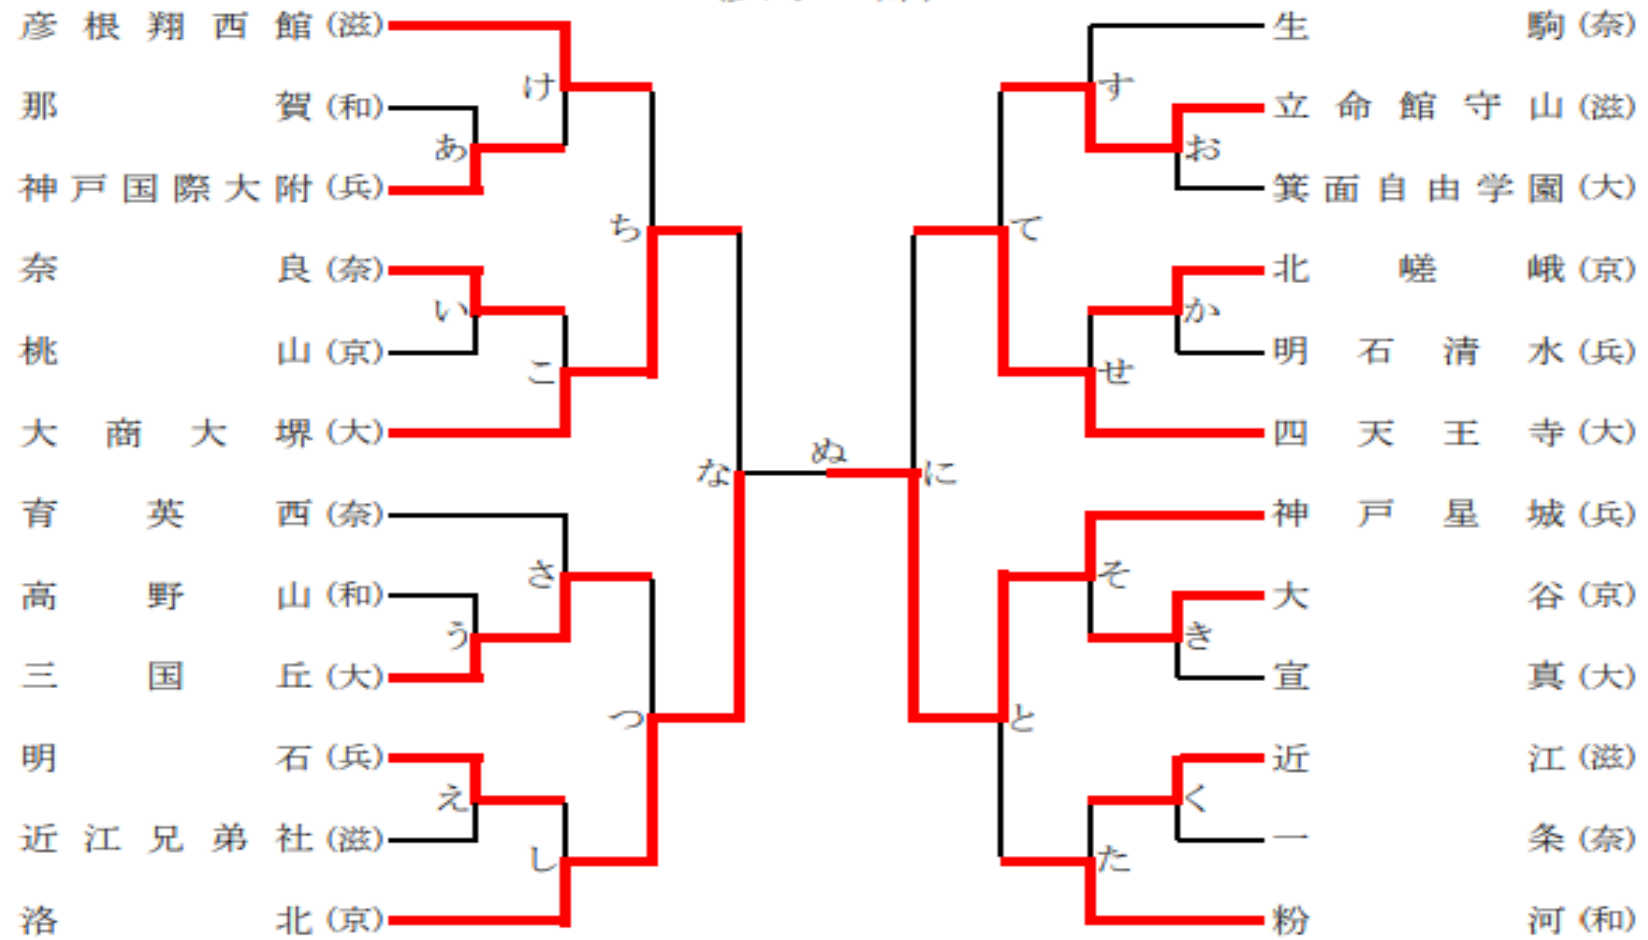 彦根翔西館(滋)
け
那賀(和)
あ
神戸国際大附(兵)
ち
奈良(奈)
い
桃山(京)
こ
大商大堺(大)
な
育英西(奈)
さ
高野山(和)
う
三国丘(大)
つ
明石(兵)
え
近江兄弟社(滋)
し
洛北(京)
ぬ
生駒(奈)
す
立命館守山(滋)
お
箕面自由学園(大)
て
北嵯峨(京)
か
明石清水(兵)
せ
四天王寺(大)
に
神戸星城(兵)
そ
大谷(京)
き
宣真(大)
と
近江(滋)
く
一条(奈)
た
粉河(和)